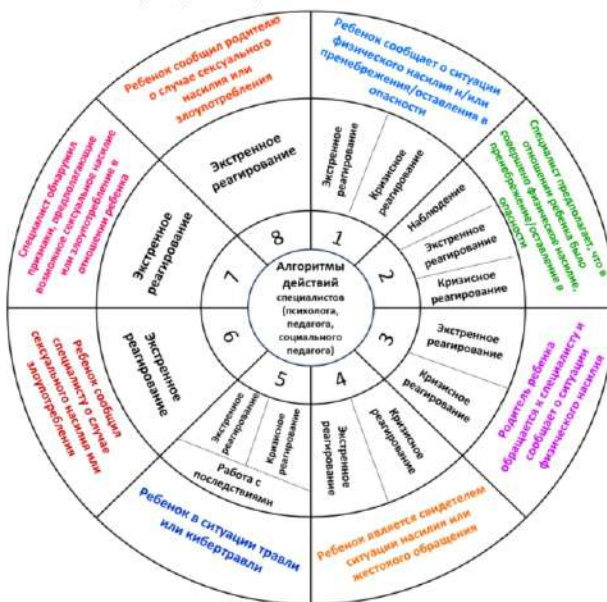 Алгоритмы
действий
специалистов
(психолога,
педагога,
социального
педагога)
1
Ребенок сообщает о ситуации
физического насилия и/или
пренебрежения/оставления в
опасности
Экстренное
реагирование
Кризисное
реагирование
2
Специалист предполагает, что в
отношении ребенка было
совершено физическое насилие,
пренебрежение/оставление в
опасности
Наблюдение
Экстренное
реагирование
Кризисное
реагирование
3
Родитель ребенка
обращается к специалисту и
сообщает о ситуации
физического насилия
Экстренное
реагирование
Кризисное
реагирование
4
Ребенок является свидетелем
ситуации насилия или
жестокого обращения
Экстренное
реагирование
Кризисное
реагирование
5
Ребенок в ситуации травли
или кибертравли
Экстренное
реагирование
Кризисное
реагирование
Работа с
последствиями
6
Ребенок сообщил
специалисту о случае
сексуального насилия или
злоупотребления
Экстренное
реагирование
7
Специалист обнаружил
признаки, предполагающие
возможное сексуальное насилие
или злоупотребление в
отношении ребенка
Экстренное
реагирование
8
Ребенок сообщил родителю
о случае сексуального
насилия или
злоупотребления
Экстренное
реагирование